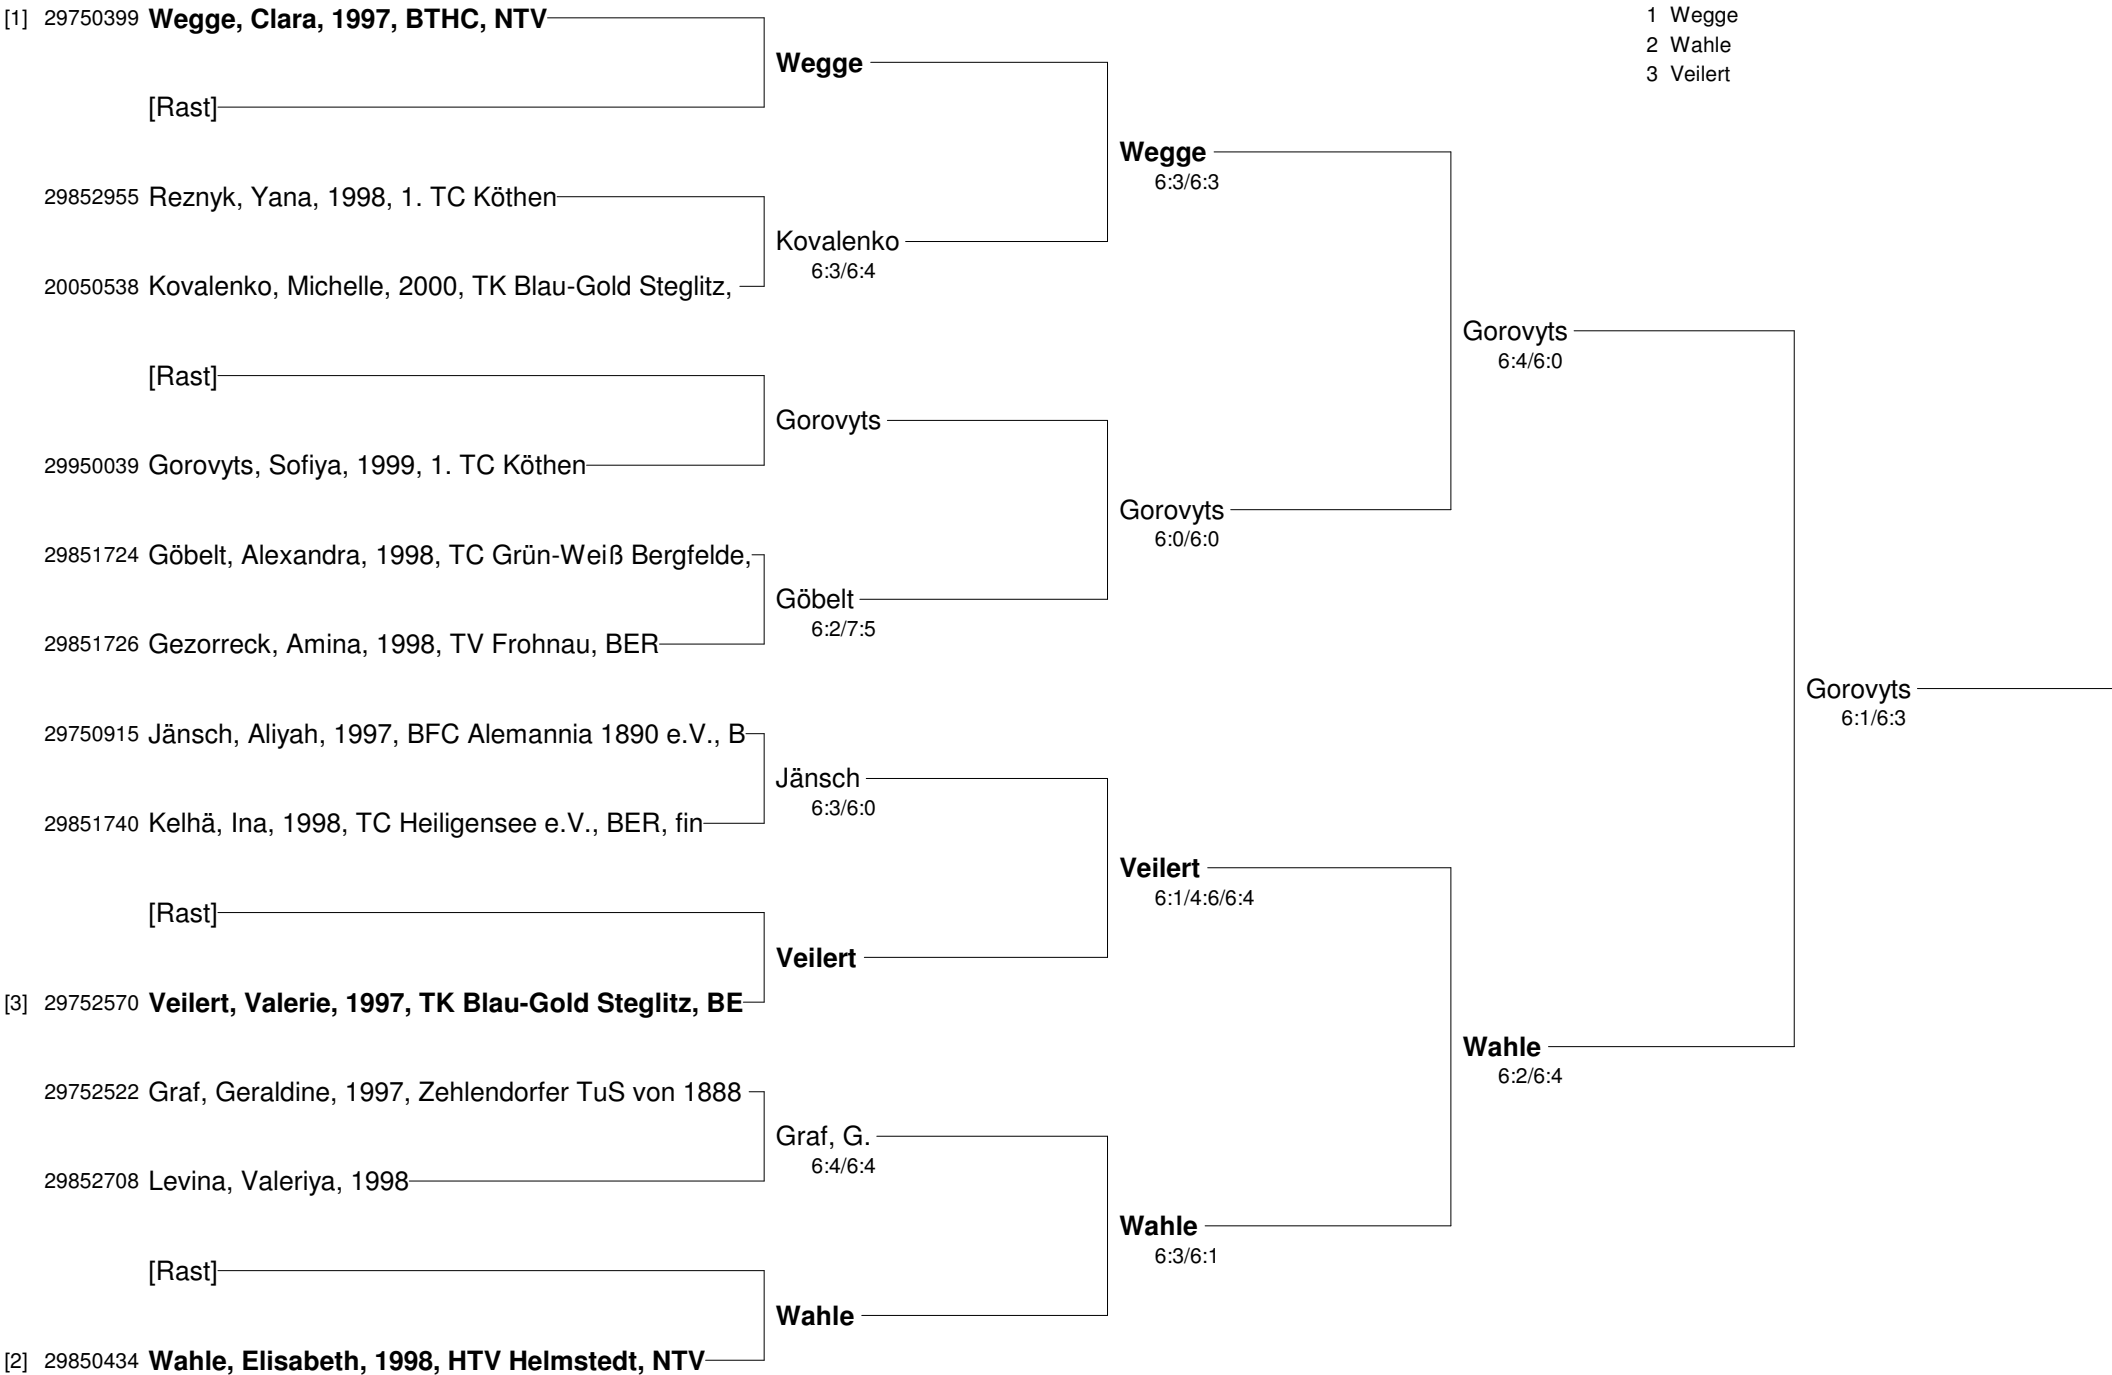 [1] 29750399 Wegge, Clara, 1997, BTHC, NTV
1 Wegge
2 Wahle
3 Veilert
Wegge
[Rast]
Wegge
6:3/6:3
29852955 Reznyk, Yana, 1998, 1. TC Köthen
Kovalenko
6:3/6:4
20050538 Kovalenko, Michelle, 2000, TK Blau-Gold Steglitz,
Gorovyts
6:4/6:0
[Rast]
Gorovyts
29950039 Gorovyts, Sofiya, 1999, 1. TC Köthen
Gorovyts
6:0/6:0
29851724 Göbelt, Alexandra, 1998, TC Grün-Weiß Bergfelde,
Göbelt
6:2/7:5
29851726 Gezorreck, Amina, 1998, TV Frohnau, BER
Gorovyts
6:1/6:3
29750915 Jänsch, Aliyah, 1997, BFC Alemannia 1890 e.V., B
Jänsch
6:3/6:0
29851740 Kelhä, Ina, 1998, TC Heiligensee e.V., BER, fin
Veilert
6:1/4:6/6:4
[Rast]
Veilert
[3] 29752570 Veilert, Valerie, 1997, TK Blau-Gold Steglitz, BE
Wahle
6:2/6:4
29752522 Graf, Geraldine, 1997, Zehlendorfer TuS von 1888
Graf, G.
6:4/6:4
29852708 Levina, Valeriya, 1998
Wahle
6:3/6:1
[Rast]
Wahle
[2] 29850434 Wahle, Elisabeth, 1998, HTV Helmstedt, NTV